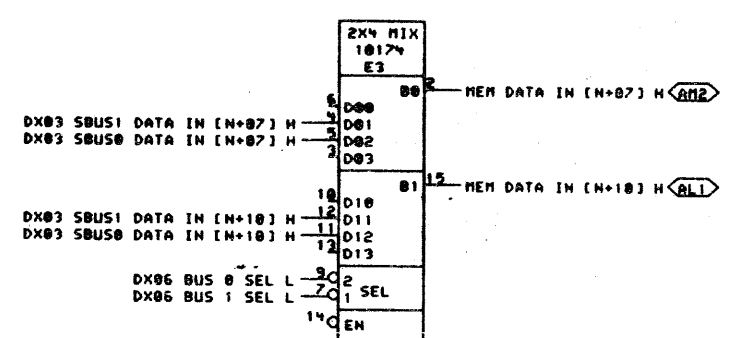 2X4 MIX
10174
E3
B0 2 MEM DATA IN [N+07] H AM2
6 D00
DX03 SBUS1 DATA IN [N+07] H 4 D01
DX03 SBUS0 DATA IN [N+07] H 5 D02
3 D03
B1 15 MEM DATA IN [N+10] H AL1
10 D10
DX03 SBUS1 DATA IN [N+10] H 12 D11
DX03 SBUS0 DATA IN [N+10] H 11 D12
13 D13
DX06 BUS 0 SEL L 9 2
DX06 BUS 1 SEL L 7 1 SEL
14 EN